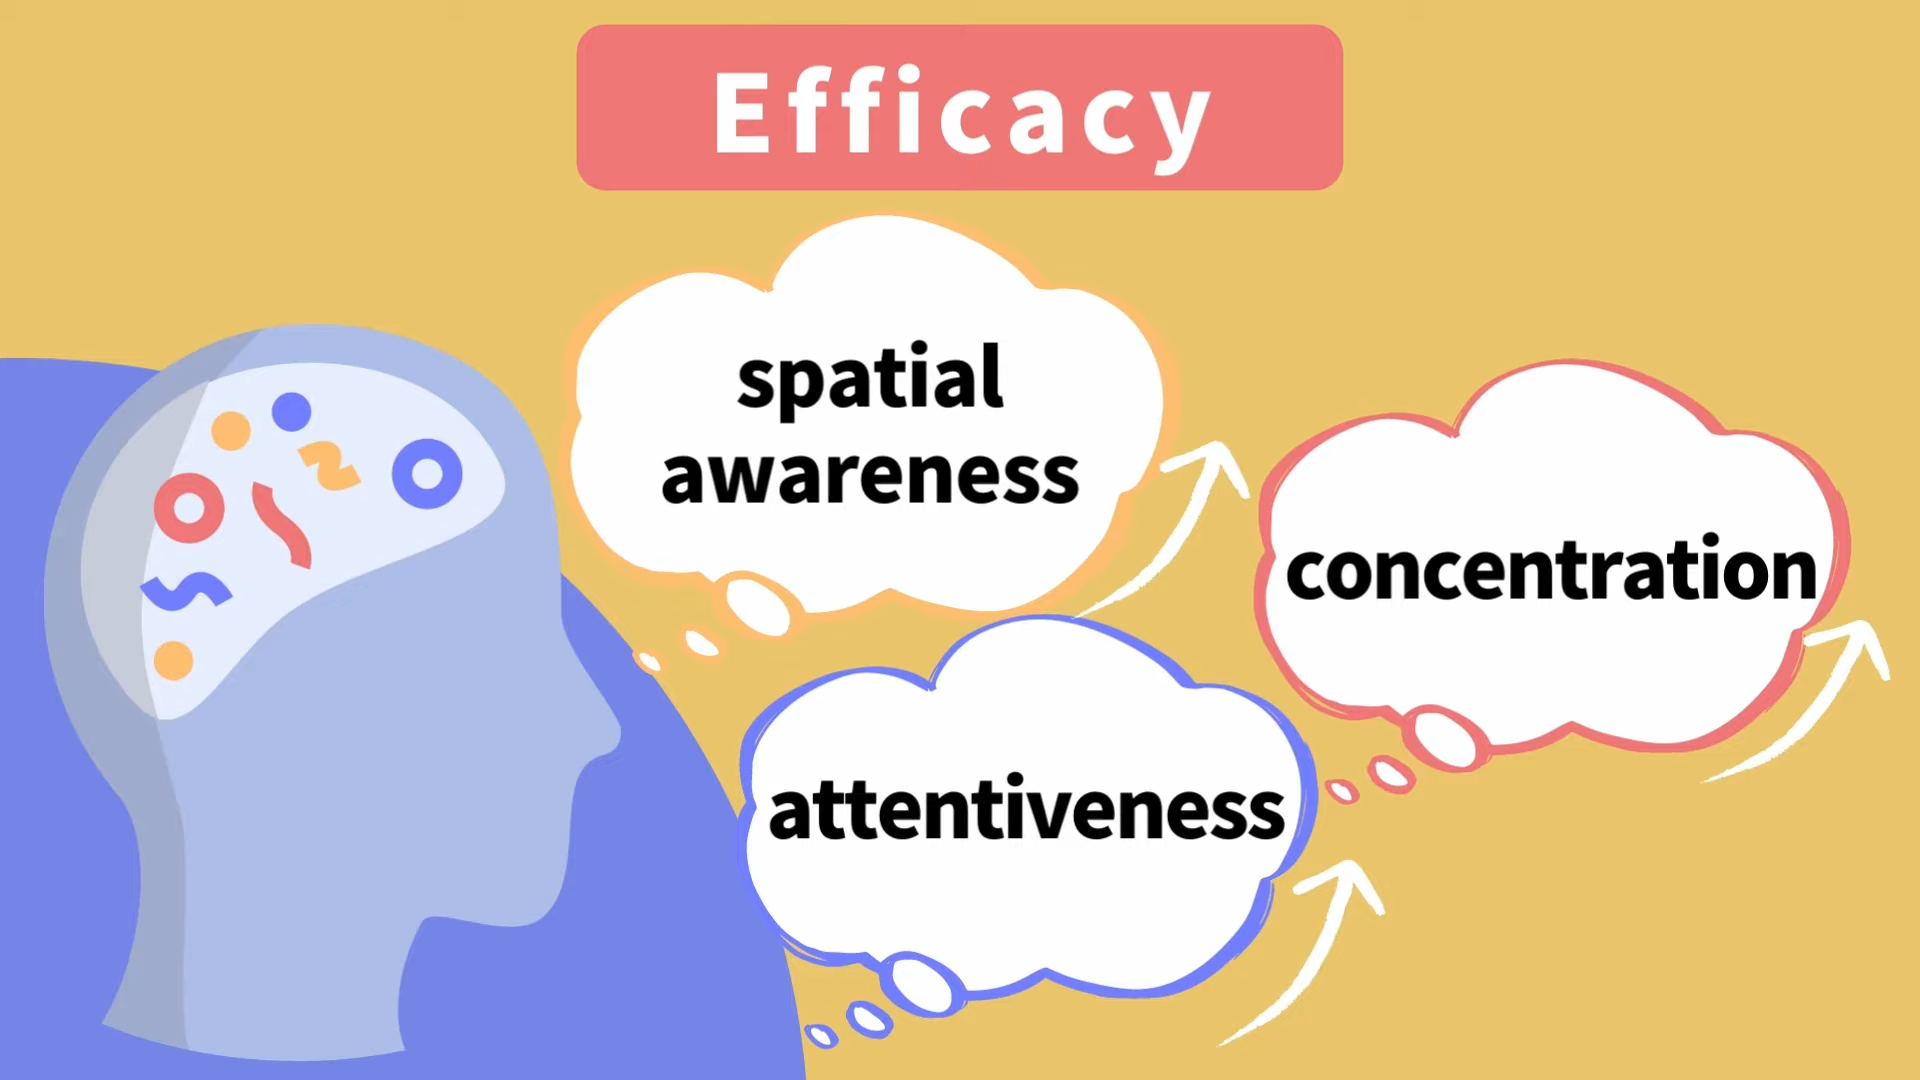 Efficacy
spatial
awareness
concentration
attentiveness